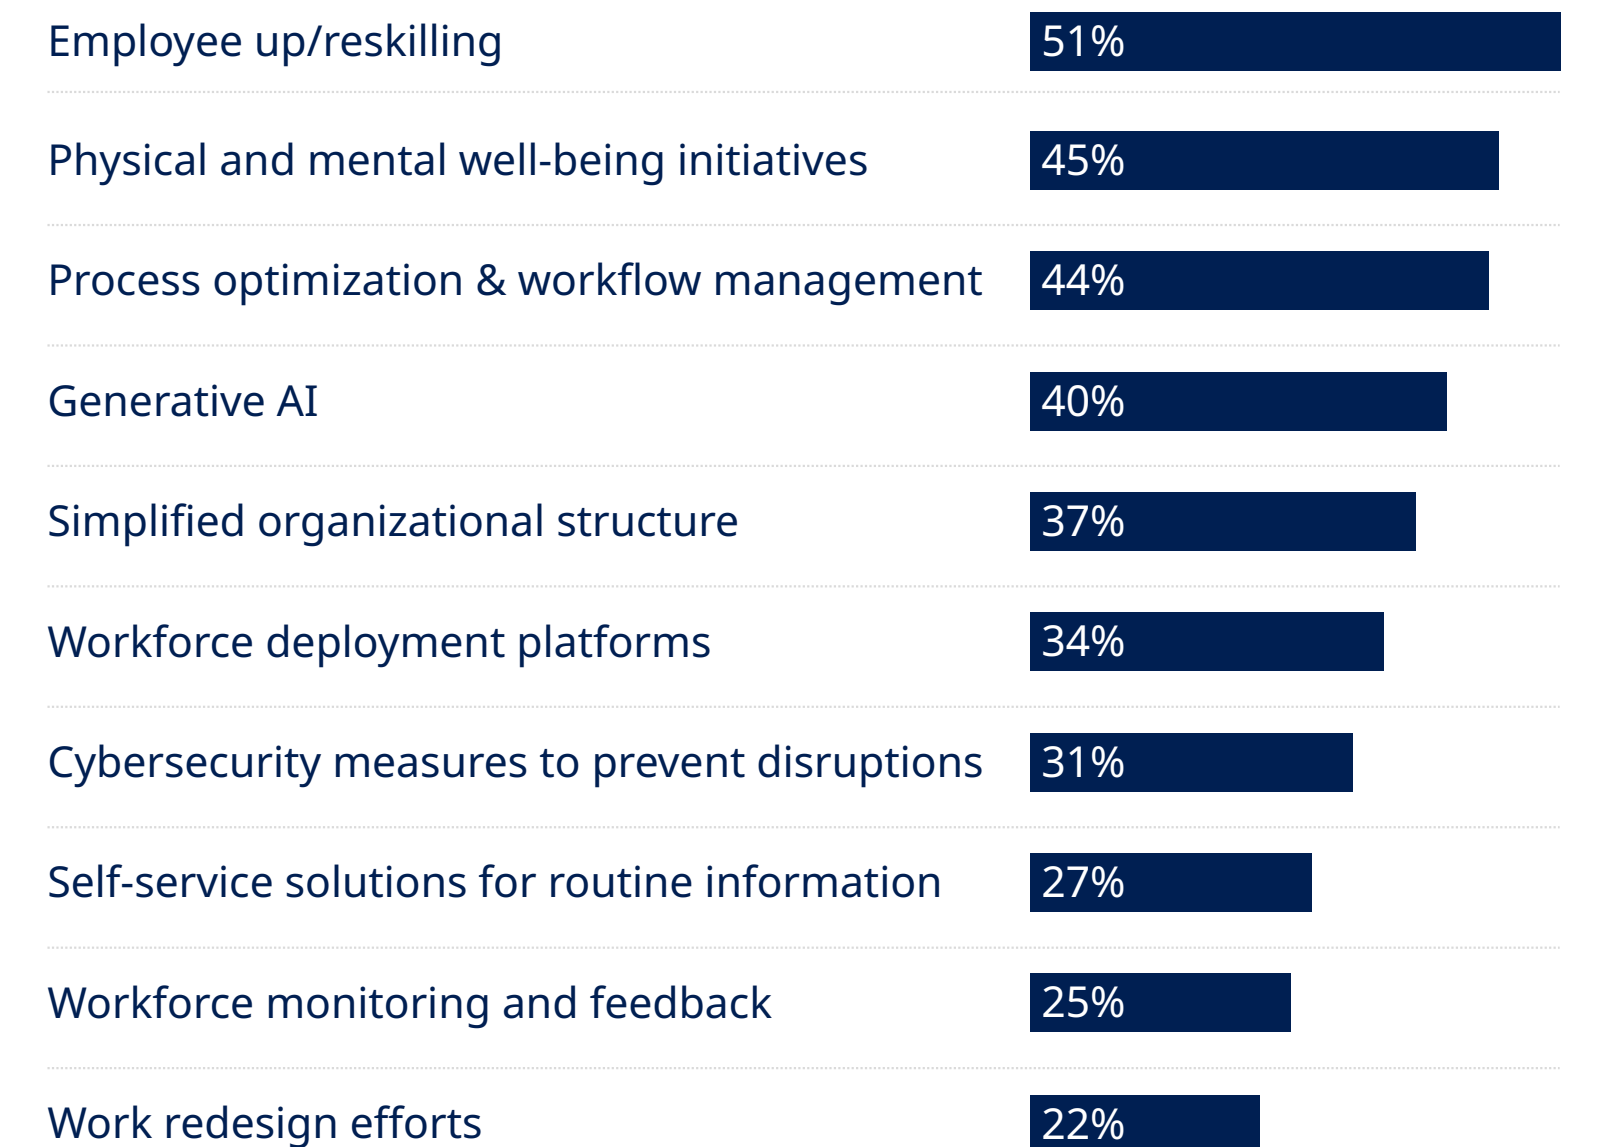 Employee up/reskilling 51%
Physical and mental well-being initiatives 45%
Process optimization & workflow management 44%
Generative AI 40%
Simplified organizational structure 37%
Workforce deployment platforms 34%
Cybersecurity measures to prevent disruptions 31%
Self-service solutions for routine information 27%
Workforce monitoring and feedback 25%
Work redesign efforts 22%